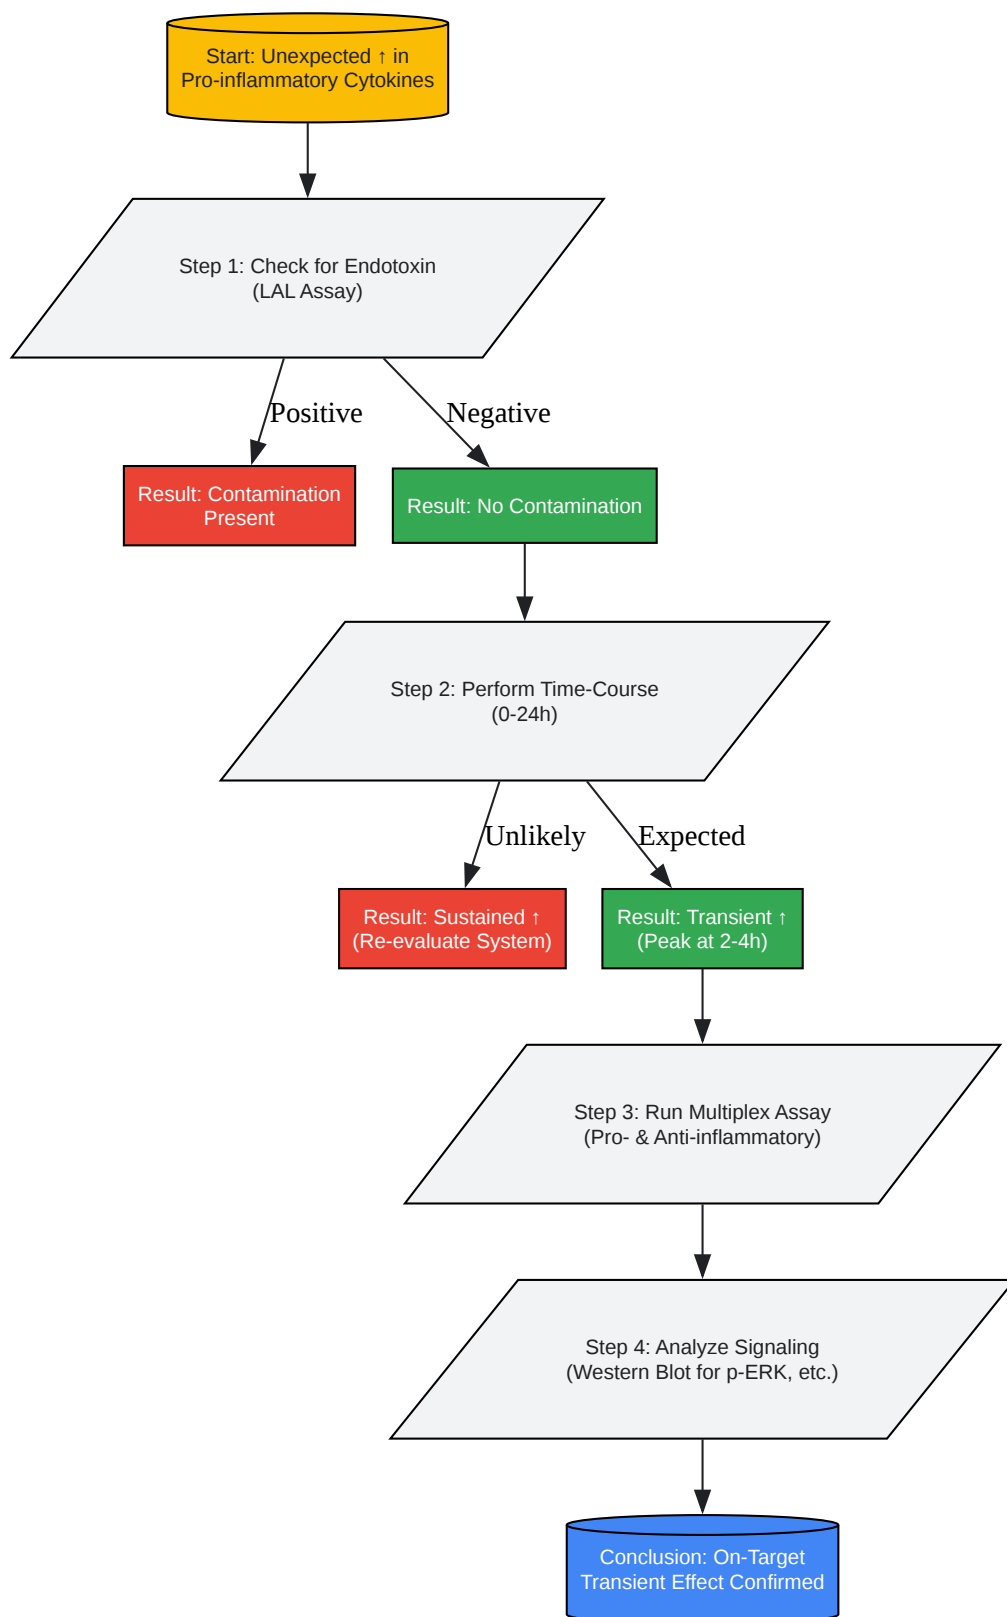 Start: Unexpected ↑ in
Pro-inflammatory Cytokines
Step 1: Check for Endotoxin
(LAL Assay)
Positive
Negative
Result: Contamination
Present
Result: No Contamination
Step 2: Perform Time-Course
(0-24h)
Unlikely
Expected
Result: Sustained ↑
(Re-evaluate System)
Result: Transient ↑
(Peak at 2-4h)
Step 3: Run Multiplex Assay
(Pro- & Anti-inflammatory)
Step 4: Analyze Signaling
(Western Blot for p-ERK, etc.)
Conclusion: On-Target
Transient Effect Confirmed